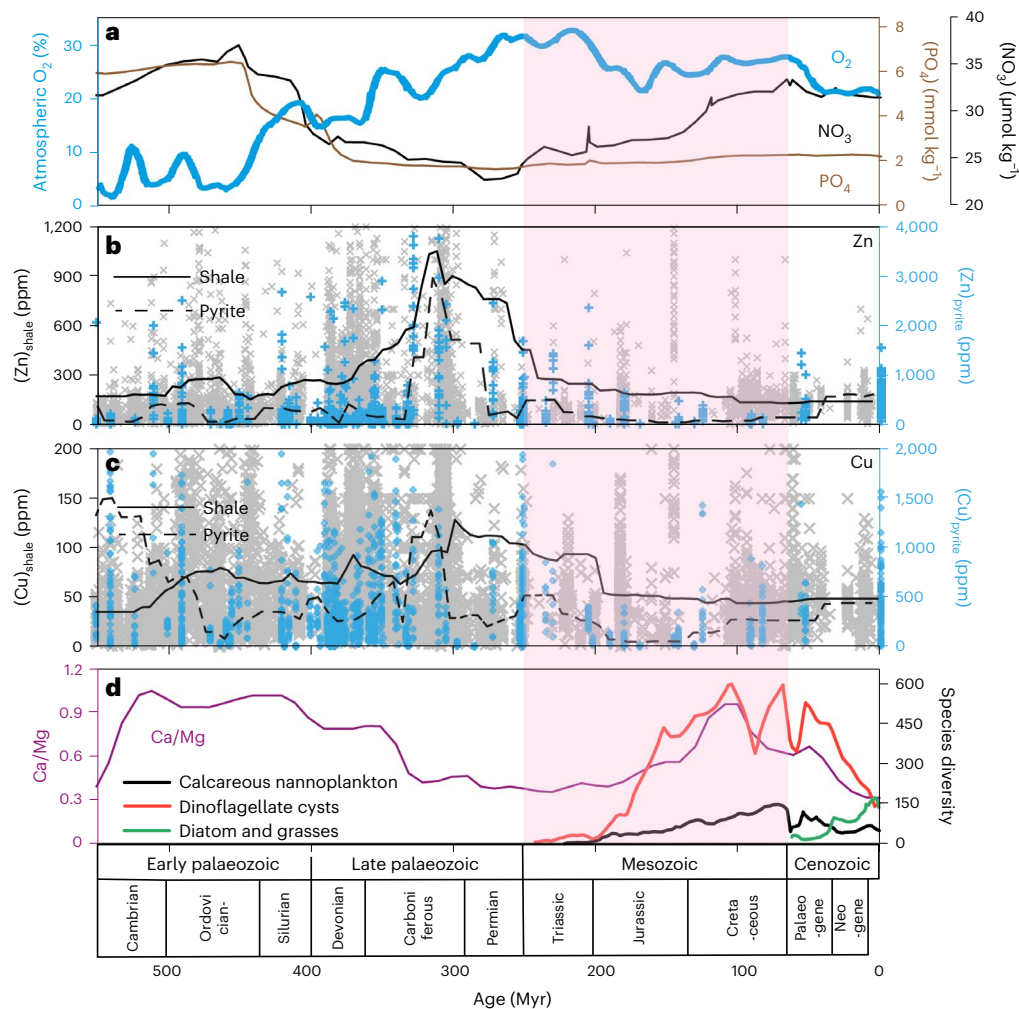 a
Atmospheric O2 (%)
30
20
10
0
O2
NO3
PO4
8
6
4
2
0
(PO4) (mmol kg−1)
40
35
30
25
20
(NO3) (μmol kg−1)
b
(Zn)shale (ppm)
1,200
900
600
300
0
Shale
Pyrite
Zn
4,000
3,000
2,000
1,000
0
(Zn)pyrite (ppm)
c
(Cu)shale (ppm)
200
150
100
50
0
Shale
Pyrite
Cu
2,000
1,500
1,000
500
0
(Cu)pyrite (ppm)
d
Ca/Mg
1.2
0.9
0.6
0.3
0
Ca/Mg
Calcareous nannoplankton
Dinoflagellate cysts
Diatom and grasses
600
450
300
150
0
Species diversity
Early palaeozoic
Late palaeozoic
Mesozoic
Cenozoic
Cambrian
Ordovi
cian-
Silurian
Devonian
Carboni
ferous
Permian
Triassic
Jurassic
Creta
-ceous
Palaeo
-gene
Neo
-gene
500
400
300
200
100
0
Age (Myr)